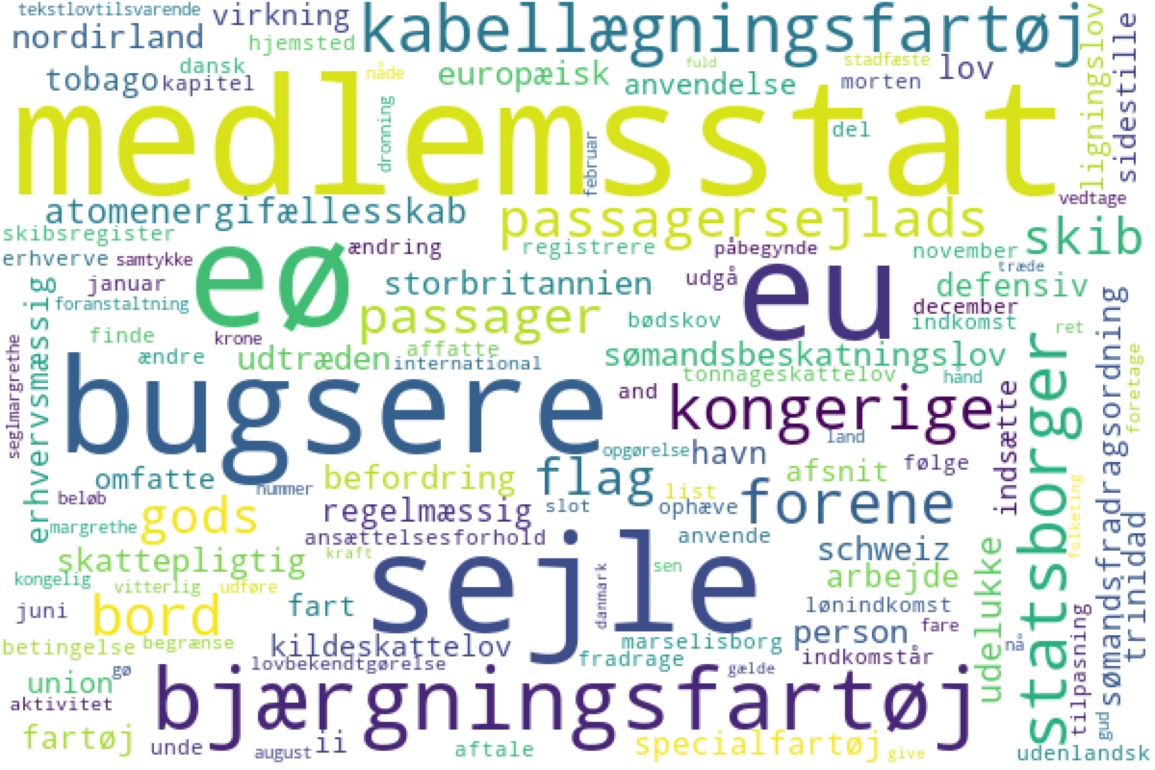 tekstlovtilsvarende
virkning
kabellægningsfartøj
nordirland
hjemsted
tobago
dansk
kapitel
nåde
europæisk
fuld
anvendelse
stadfæste
morten
lov
ligningslov
sidestille
medlemsstat
dronning
februar
del
vedtage
atomenergifællesskab
passagersejlads
skibsregister
erhverve
samtykke
eø
ændring
registrere
påbegynde
november
skib
januar
storbritannien
udgå
eu
træde
defensiv
foranstaltning
erhvervsmæssig
passager
bødskov
december
indkomst
finde
krone
ret
sømandsfradragsordning
seglmargrethe
ændre
udtræden
affatte
international
sømandsbeskatningslov
tonnageskattelov
hånd
foretage
bugsere
and
kongerige
indsætte
statsborger
land
opgørelse
havn
omfatte
befordring
flag
afsnit
følge
beløb
nummer
list
gods
regelmæssig
slot
ophæve
forene
folketing
margrethe
ansættelsesforhold
anvende
trinidad
skattepligtig
kraft
sejle
schweiz
udelukke
kongelig
vitterlig
udføre
sen
arbejde
juni
bord
fart
danmark
lønindkomst
betingelse
begrænse
kildeskattelov
marselisborg
person
fare
nå
tilpasning
lovbekendtgørelse
fradrage
indkomstår
union
gø
gælde
aktivitet
bjærgningsfartøj
gud
fartøj
unde
august
ii
aftale
specialfartøj
give
udenlandsk